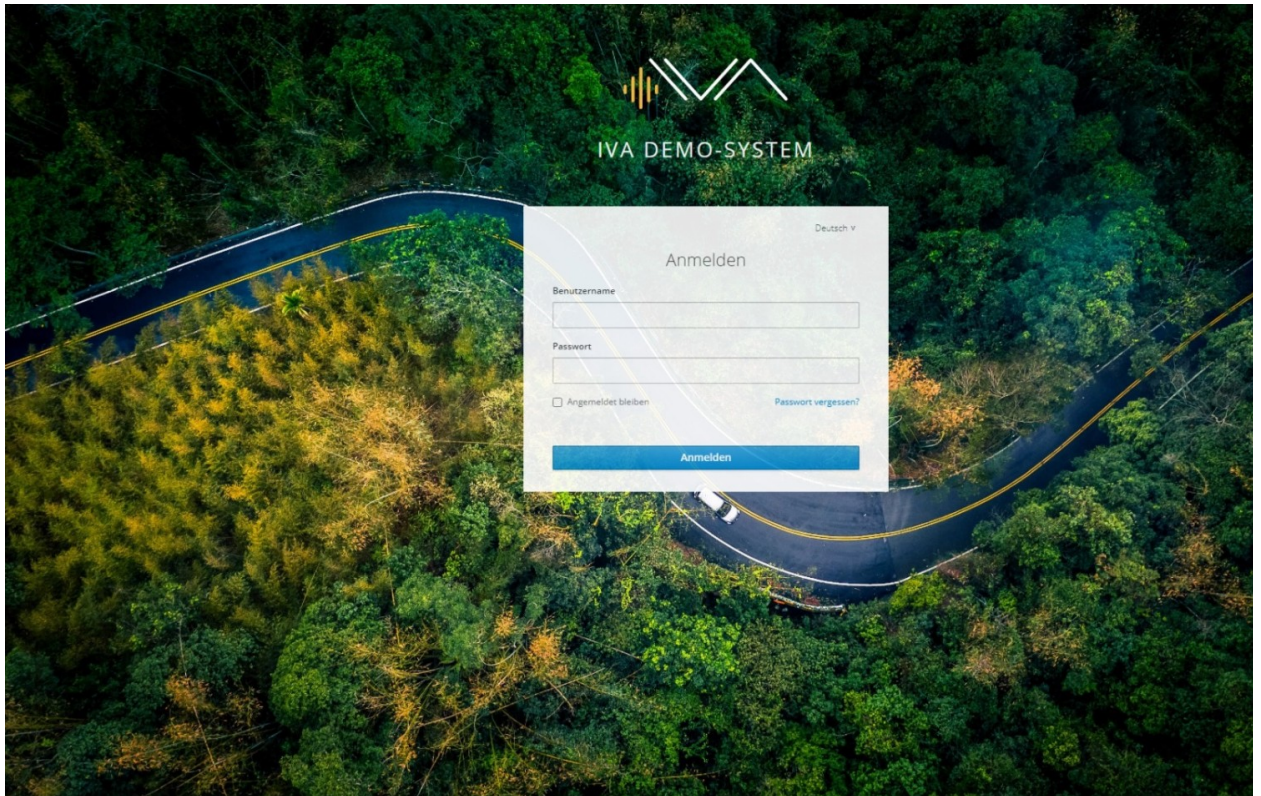 IVA DEMO-SYSTEM
Deutsch
Anmelden
Benutzername
Passwort
Angemeldet bleiben Passwort vergessen?
Anmelden